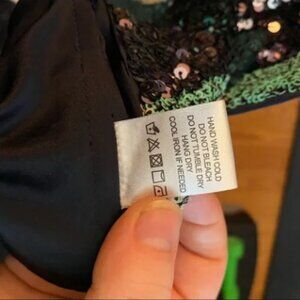 HAND WASH COLD
DO NOT BLEACH
DO NOT TUMBLE DRY
HANG DRY
COOL IRON IF NEEDED